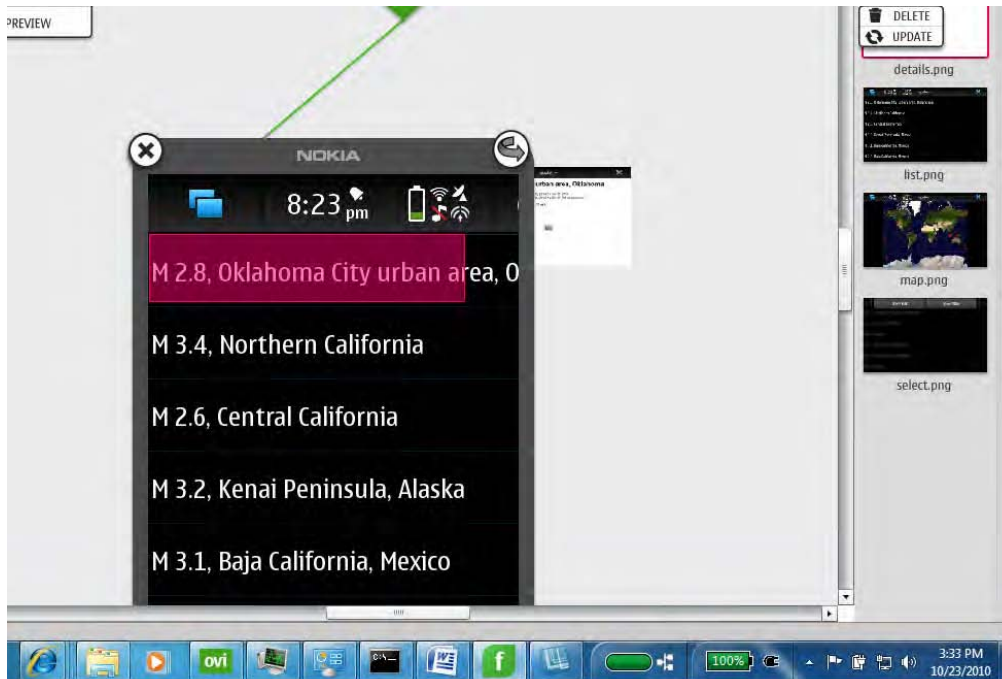 PREVIEW
DELETE
UPDATE
details.png
list.png
map.png
select.png
NOKIA
8:23 pm
urban area, Oklahoma
M 2.8, Oklahoma City urban area, O
M 3.4, Northern California
M 2.6, Central California
M 3.2, Kenai Peninsula, Alaska
M 3.1, Baja California, Mexico
ovi
C:\
W
f
100%
3:33 PM
10/23/2010